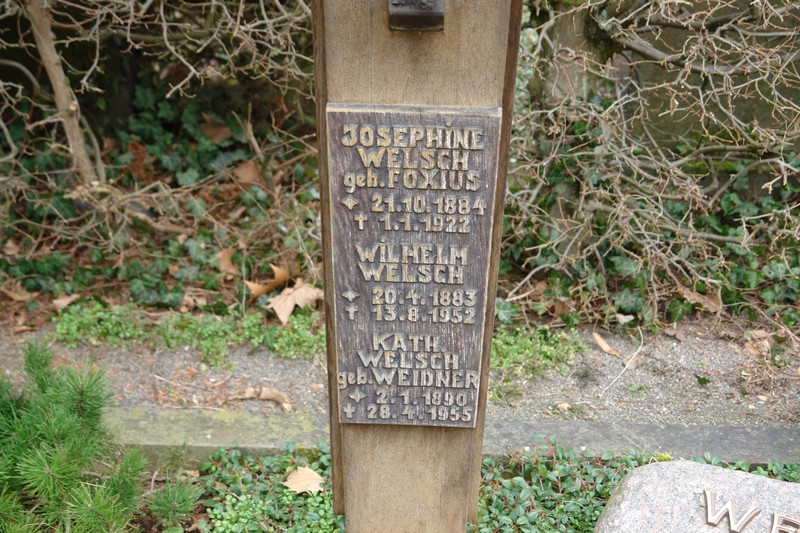 JOSEPHINE
WELSCH
geb. FOXIUS
21.10.1884
† 1.1.1922
WILHELM
WELSCH
20.4.1883
† 13.8.1952
KATH.
WELSCH
geb. WEIDNER
2.1.1890
† 28.4.1955
WE